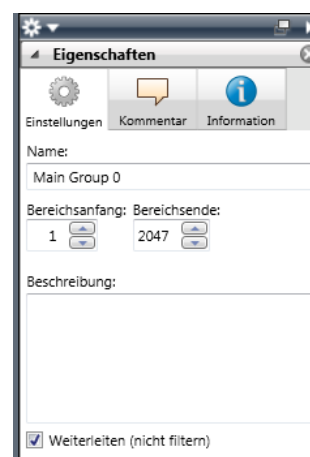 Eigenschaften
Einstellungen Kommentar Information
Name:
Main Group 0
Bereichsanfang: Bereichsende:
1 2047
Beschreibung:
Weiterleiten (nicht filtern)